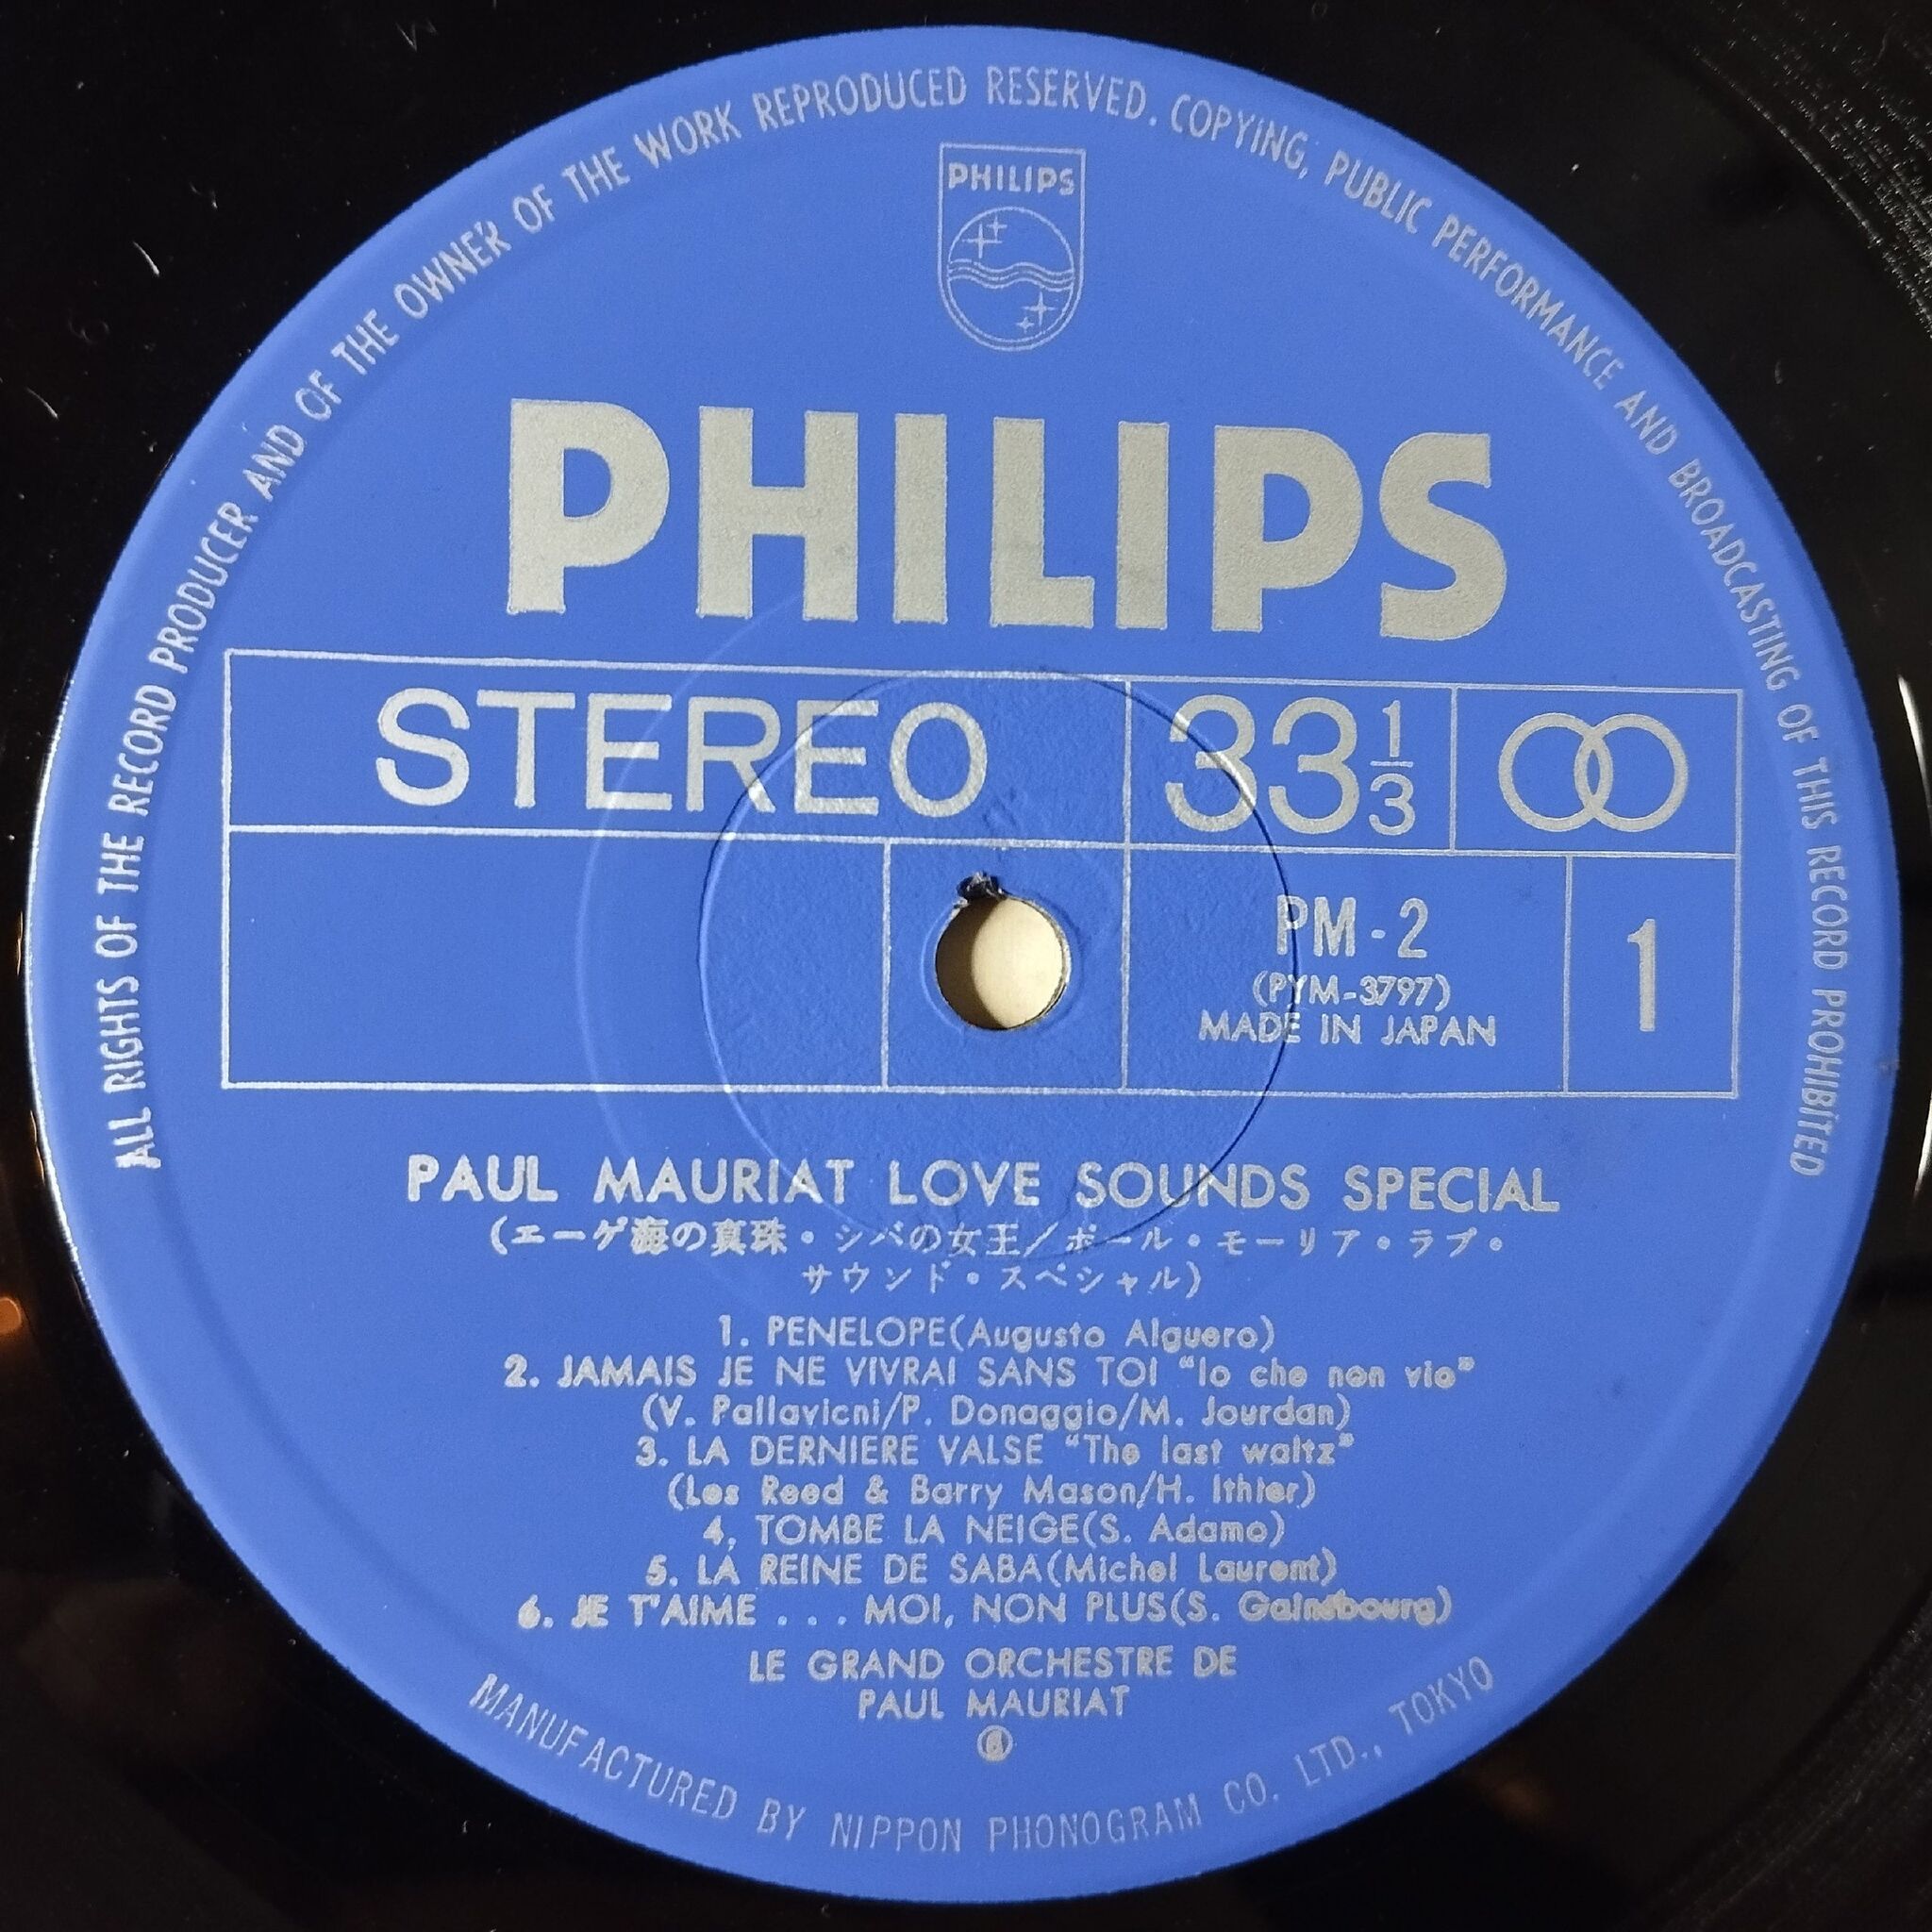 ALL RIGHTS OF THE RECORD PRODUCER AND OF THE OWNER OF THE WORK REPRODUCED RESERVED. COPYING, PUBLIC PERFORMANCE AND BROADCASTING OF THIS RECORD PROHIBITED
PHILIPS
PHILIPS
STEREO 33 1/3
PM-2 1
(PYM-3797)
MADE IN JAPAN
PAUL MAURIAT LOVE SOUNDS SPECIAL
(エーゲ海の真珠・シバの女王/ポール・モーリア・ラブ・
サウンド・スペシャル)
1. PENELOPE(Augusto Alguero)
2. JAMAIS JE NE VIVRAI SANS TOI "Io che non vio"
(V. Pallavicni/P. Donaggio/M. Jourdan)
3. LA DERNIERE VALSE "The last waltz"
(Les Reed & Barry Mason/H. Ithier)
4, TOMBE LA NEIGE(S. Adamo)
5. LA REINE DE SABA(Michel Laurent)
6. JE T'AIME . . . MOI, NON PLUS(S. Gainsbourg)
LE GRAND ORCHESTRE DE
PAUL MAURIAT
MANUFACTURED BY NIPPON PHONOGRAM CO. LTD., TOKYO